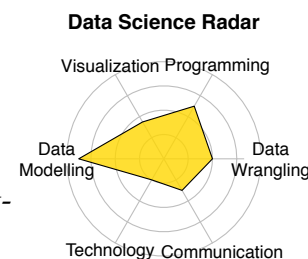 Data Science Radar
Visualization Programming
Data Modelling
Data Wrangling
-
Technology Communication